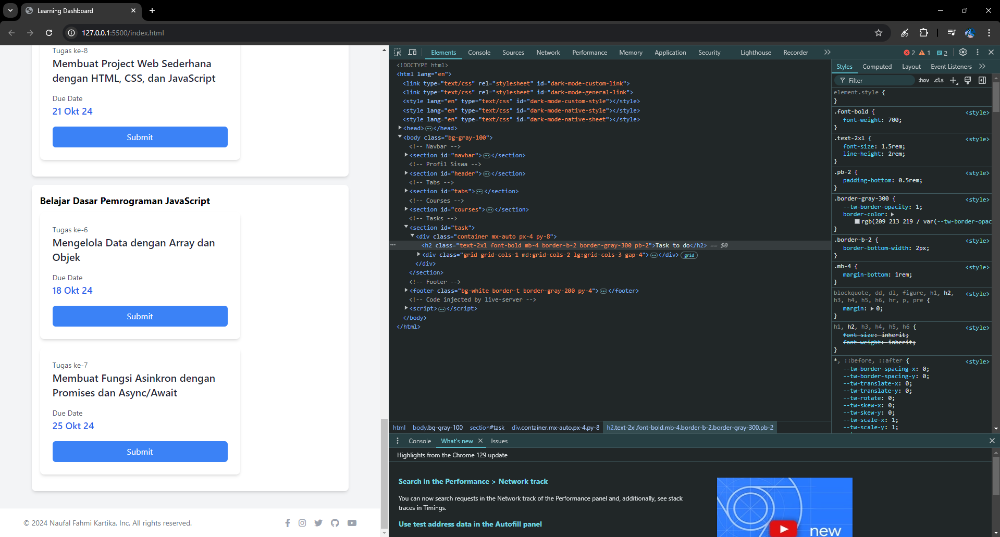 Learning Dashboard
127.0.0.1:5500/index.html
Tugas ke-8
Membuat Project Web Sederhana
dengan HTML, CSS, dan JavaScript
Due Date
21 Okt 24
Submit
Belajar Dasar Pemrograman JavaScript
Tugas ke-6
Mengelola Data dengan Array dan
Objek
Due Date
18 Okt 24
Submit
Tugas ke-7
Membuat Fungsi Asinkron dengan
Promises dan Async/Await
Due Date
25 Okt 24
Submit
© 2024 Naufal Fahmi Kartika, Inc. All rights reserved.
Elements Console Sources Network Performance Memory Application Security Lighthouse Recorder 2 1 2
<!DOCTYPE html>
<html lang="en">
<link type="text/css" rel="stylesheet" id="dark-mode-custom-link">
<link type="text/css" rel="stylesheet" id="dark-mode-general-link">
<style lang="en" type="text/css" id="dark-mode-custom-style"></style>
<style lang="en" type="text/css" id="dark-mode-native-style"></style>
<style lang="en" type="text/css" id="dark-mode-native-sheet"></style>
<head>…</head>
<body class="bg-gray-100">
<!-- Navbar -->
<section id="navbar">…</section>
<!-- Profil Siswa -->
<section id="header">…</section>
<!-- Tabs -->
<section id="tabs">…</section>
<!-- Courses -->
<section id="courses">…</section>
<!-- Tasks -->
<section id="task">
<div class="container mx-auto px-4 py-8">
<h2 class="text-2xl font-bold mb-4 border-b-2 border-gray-300 pb-2">Task to do</h2> == $0
<div class="grid grid-cols-1 md:grid-cols-2 lg:grid-cols-3 gap-4">…</div> grid
</div>
</section>
<!-- Footer -->
<footer class="bg-white border-t border-gray-200 py-4">…</footer>
<!-- Code injected by live-server -->
<script>…</script>
</body>
</html>
html body.bg-gray-100 section#task div.container.mx-auto.px-4.py-8 h2.text-2xl.font-bold.mb-4.border-b-2.border-gray-300.pb-2
Styles Computed Layout Event Listeners
Filter :hov .cls
element.style {
}
.font-bold { <style>
font-weight: 700;
}
.text-2xl { <style>
font-size: 1.5rem;
line-height: 2rem;
}
.pb-2 { <style>
padding-bottom: 0.5rem;
}
.border-gray-300 { <style>
--tw-border-opacity: 1;
border-color:
rgb(209 213 219 / var(--tw-border-opac
}
.border-b-2 { <style>
border-bottom-width: 2px;
}
.mb-4 { <style>
margin-bottom: 1rem;
}
blockquote, dd, dl, figure, h1, h2, <style>
h3, h4, h5, h6, hr, p, pre {
margin: 0;
}
h1, h2, h3, h4, h5, h6 { <style>
font-size: inherit;
font-weight: inherit;
}
*, ::before, ::after { <style>
--tw-border-spacing-x: 0;
--tw-border-spacing-y: 0;
--tw-translate-x: 0;
--tw-translate-y: 0;
--tw-rotate: 0;
--tw-skew-x: 0;
--tw-skew-y: 0;
--tw-scale-x: 1;
--tw-scale-y: 1;
Console What's new Issues
Highlights from the Chrome 129 update
Search in the Performance > Network track
You can now search requests in the Network track of the Performance panel and, additionally, see stack
traces in Timings.
Use test address data in the Autofill panel
new